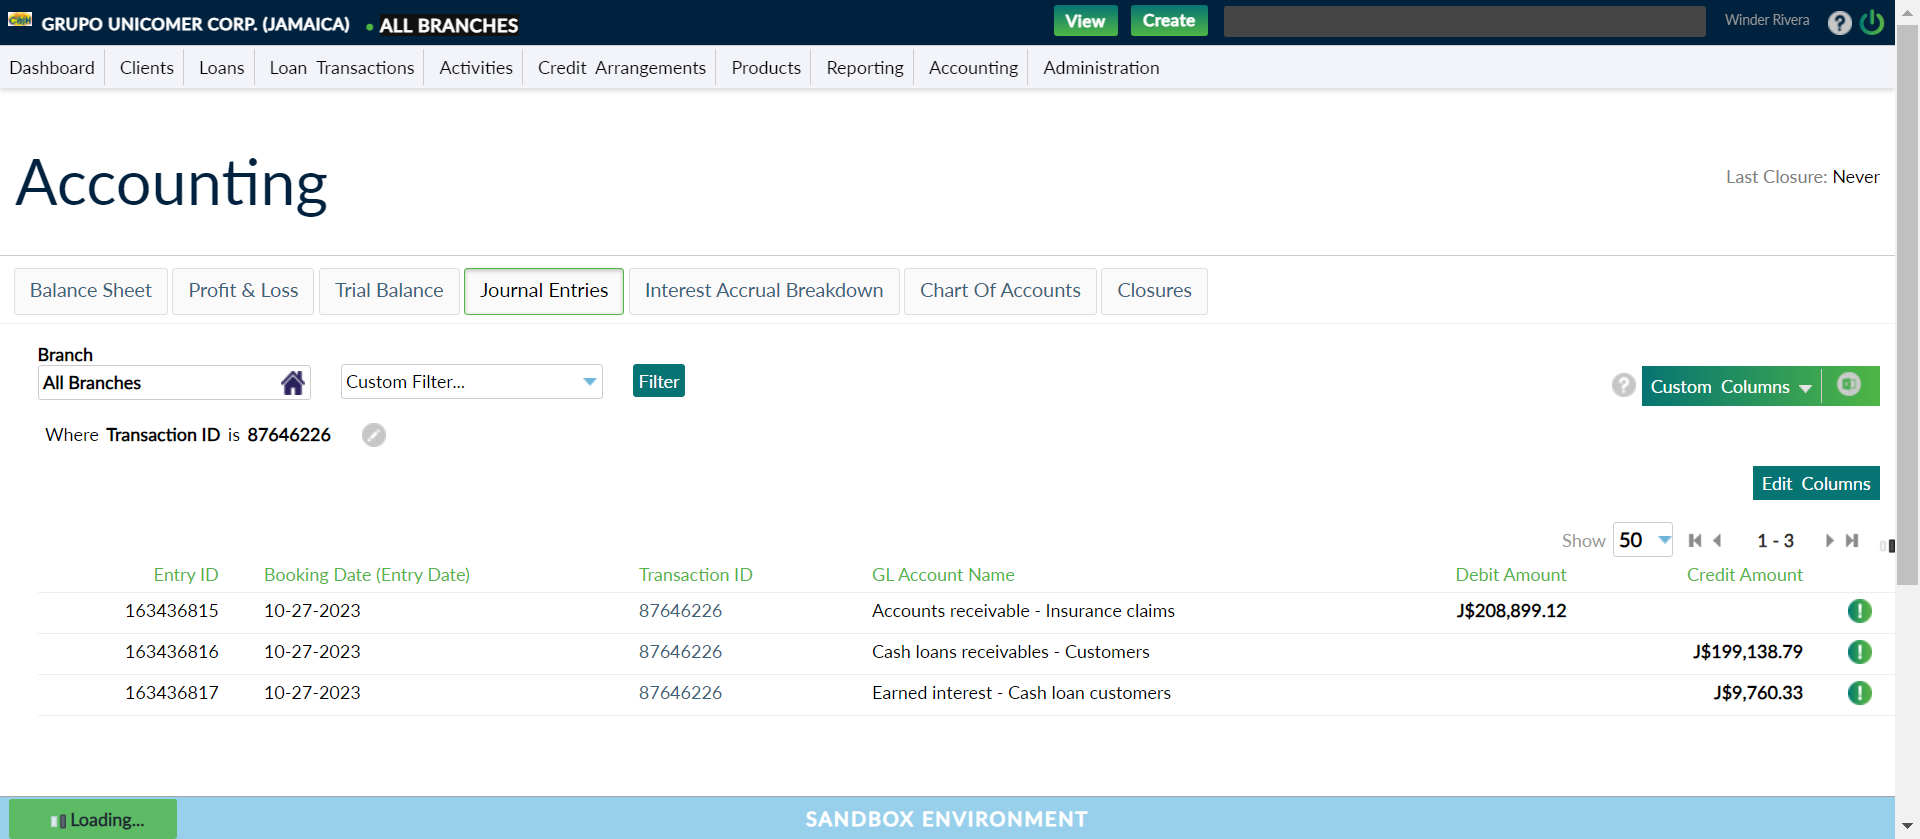 GRUPO UNICOMER CORP. (JAMAICA) • ALL BRANCHES View Create Winder Rivera ?
Dashboard Clients Loans Loan Transactions Activities Credit Arrangements Products Reporting Accounting Administration
Accounting
Last Closure: Never
Balance Sheet Profit & Loss Trial Balance Journal Entries Interest Accrual Breakdown Chart Of Accounts Closures
Branch
All Branches Custom Filter... Filter ? Custom Columns
Where Transaction ID is 87646226
Edit Columns
Show 50 1 - 3
Entry ID Booking Date (Entry Date) Transaction ID GL Account Name Debit Amount Credit Amount
163436815 10-27-2023 87646226 Accounts receivable - Insurance claims J$208,899.12
163436816 10-27-2023 87646226 Cash loans receivables - Customers J$199,138.79
163436817 10-27-2023 87646226 Earned interest - Cash loan customers J$9,760.33
Loading... SANDBOX ENVIRONMENT